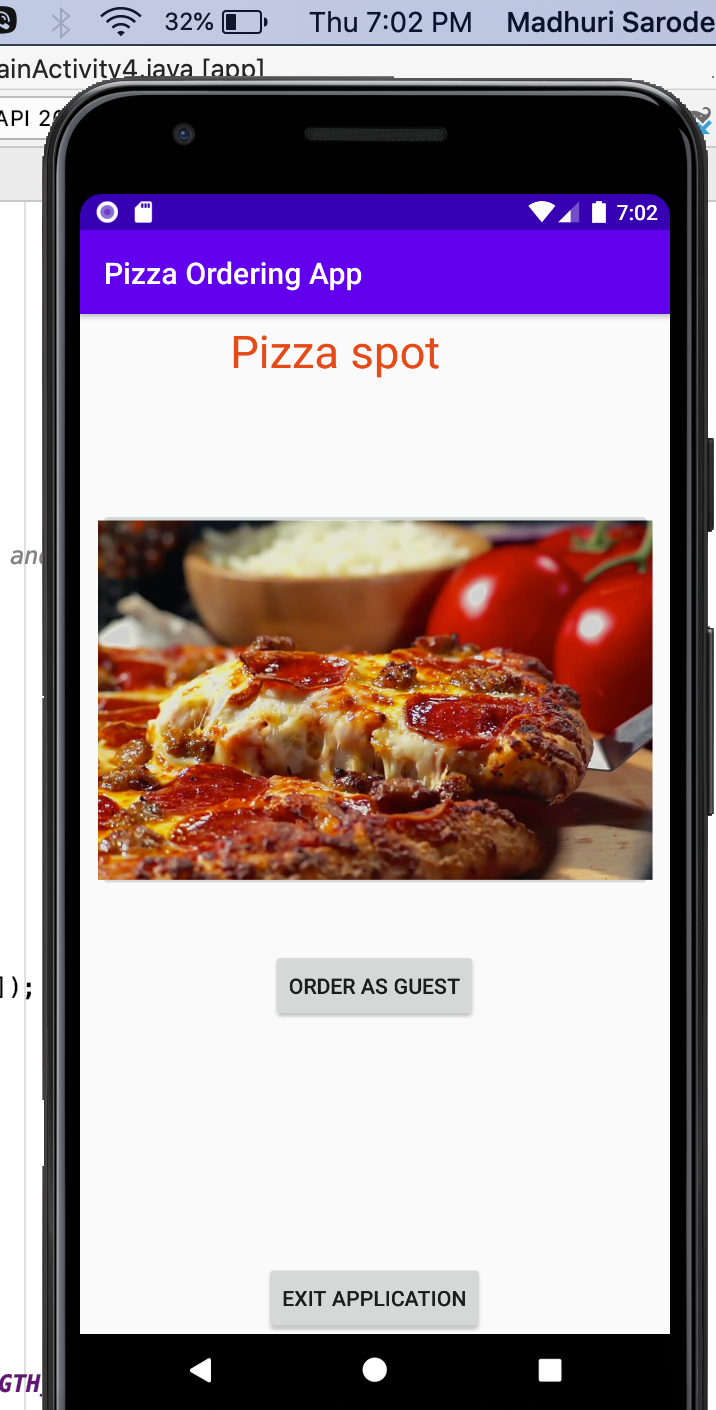 32% Thu 7:02 PM Madhuri Sarode
ainActivity4.java [app]
API 2
7:02
Pizza Ordering App
Pizza spot
and
]);
ORDER AS GUEST
EXIT APPLICATION
GTH